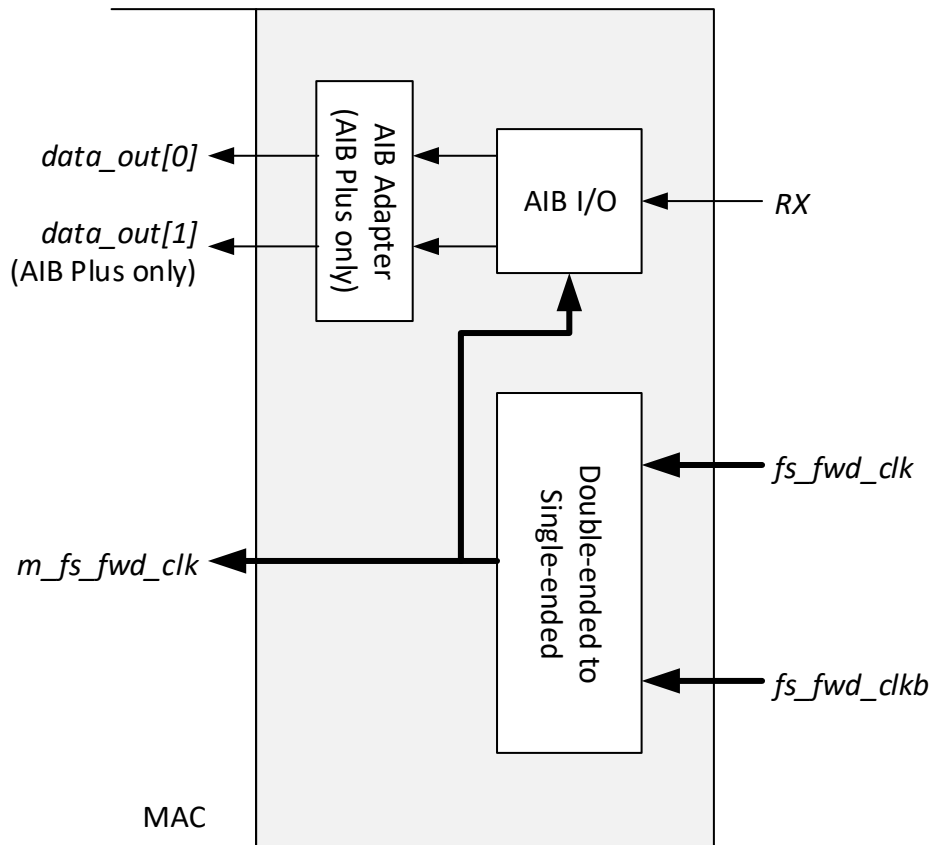 data_out[0]
data_out[1]
(AIB Plus only)
AIB Adapter
(AIB Plus only)
AIB I/O
RX
m_fs_fwd_clk
Double-ended to
Single-ended
fs_fwd_clk
fs_fwd_clkb
MAC